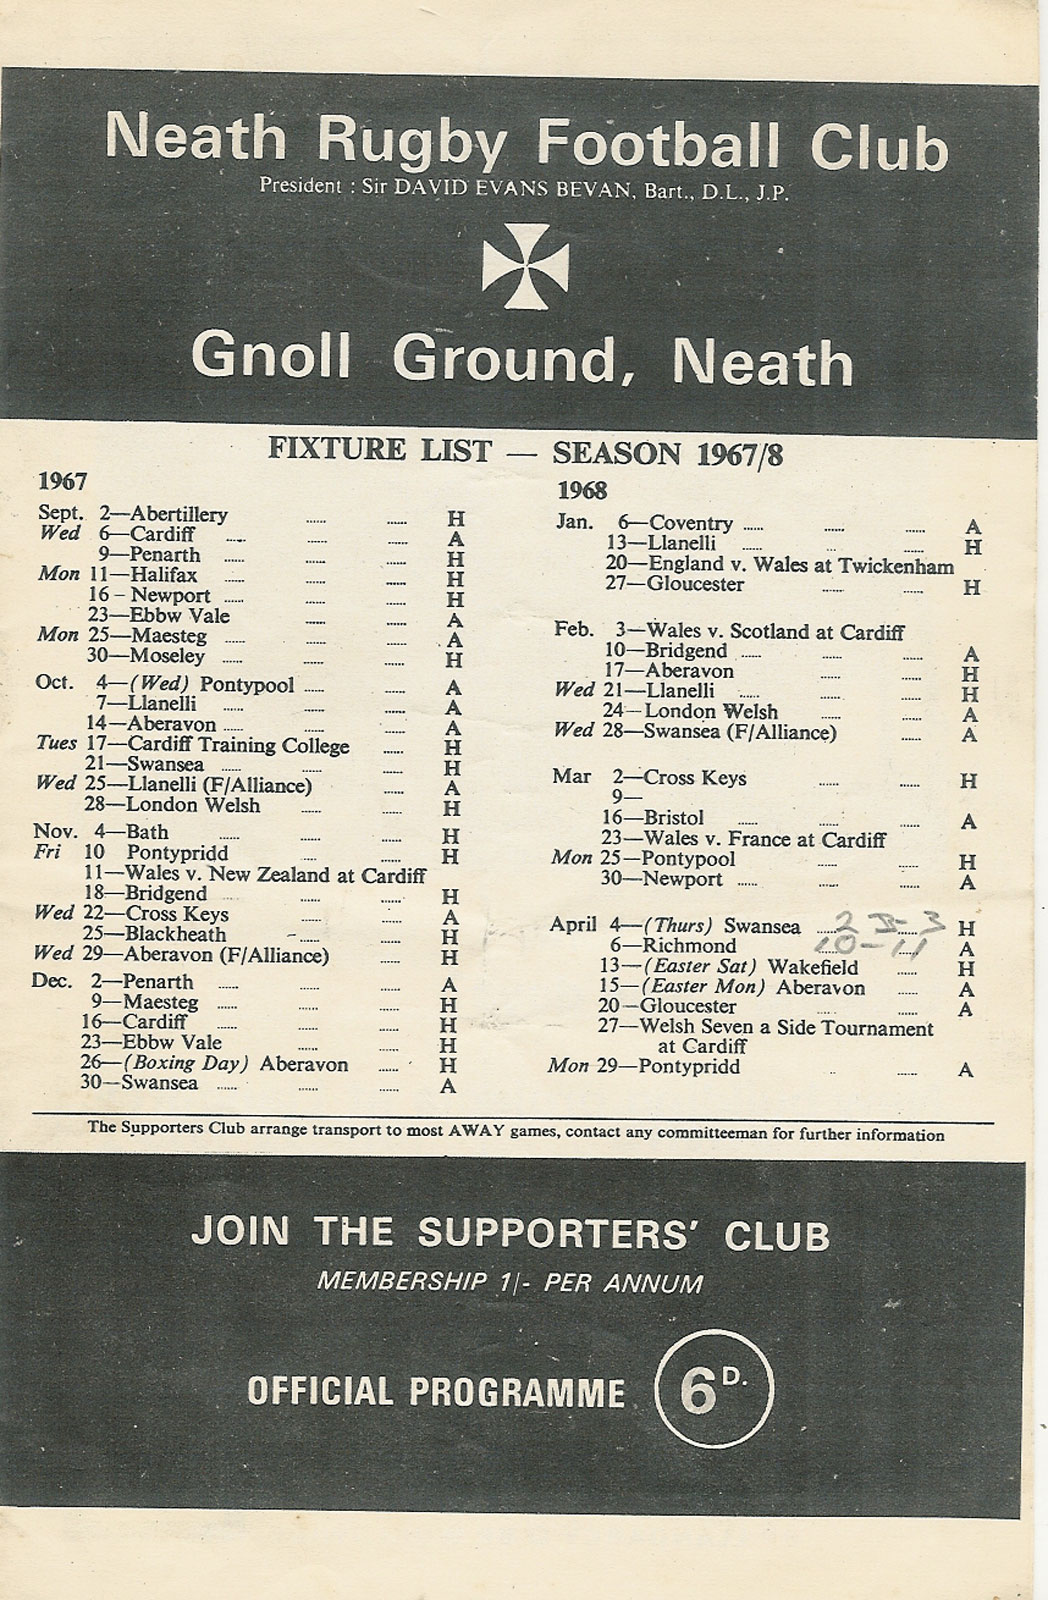 Neath Rugby Football Club
President : Sir DAVID EVANS BEVAN, Bart., D.L., J.P.
Gnoll Ground, Neath
FIXTURE LIST — SEASON 1967/8
1967
Sept. 2—Abertillery ...... ...... H
Wed 6—Cardiff ...... ...... ...... A
9—Penarth ...... ...... ...... H
Mon 11—Halifax ...... ...... ...... H
16–Newport ...... ...... ...... H
23—Ebbw Vale ...... ...... A
Mon 25—Maesteg ...... ...... ...... A
30—Moseley ...... ...... ...... H
Oct. 4—(Wed) Pontypool ...... ...... A
7—Llanelli ...... ...... ...... A
14—Aberavon ...... ...... ...... A
Tues 17—Cardiff Training College ...... H
21—Swansea ...... ...... ...... H
Wed 25—Llanelli (F/Alliance) ...... A
28—London Welsh ...... ...... H
Nov. 4—Bath ...... ...... ...... H
Fri 10 Pontypridd ...... ...... H
11—Wales v. New Zealand at Cardiff
18—Bridgend ...... ...... H
Wed 22—Cross Keys ...... ...... A
25—Blackheath ...... ...... H
Wed 29—Aberavon (F/Alliance) ...... H
Dec. 2—Penarth ...... ...... ...... A
9—Maesteg ...... ...... ...... H
16—Cardiff ...... ...... ...... H
23—Ebbw Vale ...... ...... H
26—(Boxing Day) Aberavon ...... H
30—Swansea ...... ...... ...... A
1968
Jan. 6—Coventry ...... ...... ...... A
13—Llanelli ...... ...... ...... H
20—England v. Wales at Twickenham
27—Gloucester ...... ...... H
Feb. 3—Wales v. Scotland at Cardiff
10—Bridgend ...... ...... ...... A
17—Aberavon ...... ...... H
Wed 21—Llanelli ...... ...... ...... H
24—London Welsh ...... ...... A
Wed 28—Swansea (F/Alliance) ...... A
Mar 2—Cross Keys ...... ...... H
9—
16—Bristol ...... ...... ...... A
23—Wales v. France at Cardiff
Mon 25—Pontypool ...... ...... H
30—Newport ...... ...... ...... A
April 4—(Thurs) Swansea ...... H
6—Richmond 10–11 A
13—(Easter Sat) Wakefield ...... H
15—(Easter Mon) Aberavon ...... A
20—Gloucester ...... ...... A
27—Welsh Seven a Side Tournament
at Cardiff
Mon 29—Pontypridd ...... ...... A
The Supporters Club arrange transport to most AWAY games, contact any committeeman for further information
JOIN THE SUPPORTERS' CLUB
MEMBERSHIP 1/- PER ANNUM
OFFICIAL PROGRAMME 6D.